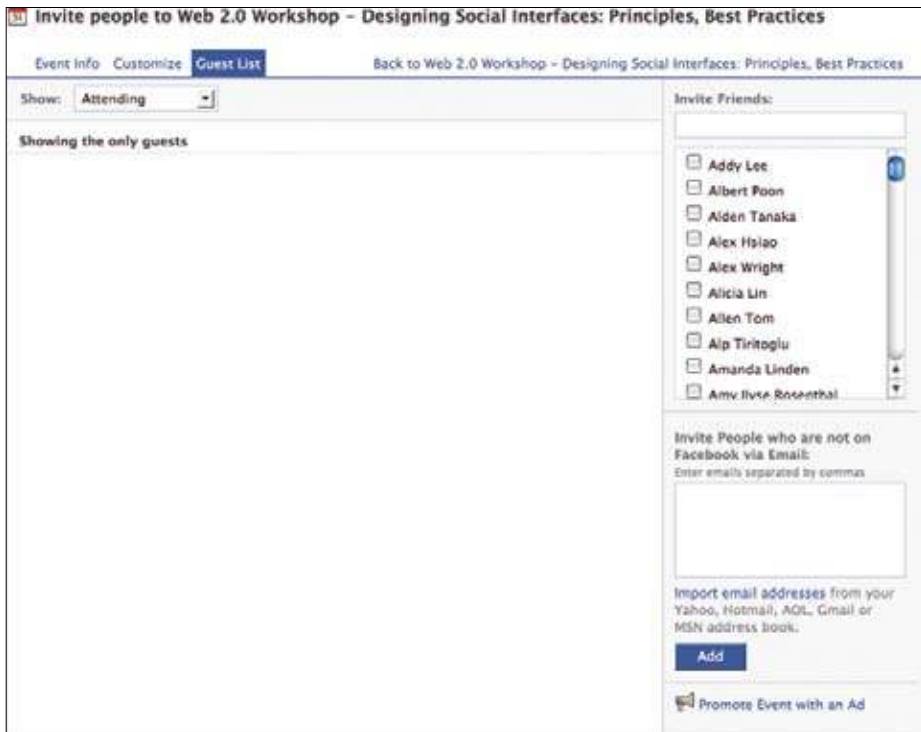 31
Invite people to Web 2.0 Workshop – Designing Social Interfaces: Principles, Best Practices
Event Info Customize Guest List Back to Web 2.0 Workshop – Designing Social Interfaces: Principles, Best Practices
Show: Attending
Showing the only guests
Invite Friends:
Addy Lee
Albert Poon
Alden Tanaka
Alex Hsiao
Alex Wright
Alicia Lin
Allen Tom
Alp Tiritoglu
Amanda Linden
Amy Ilyse Rosenthal
Invite People who are not on
Facebook via Email:
Enter emails separated by commas
Import email addresses from your
Yahoo, Hotmail, AOL, Gmail or
MSN address book.
Add
Promote Event with an Ad